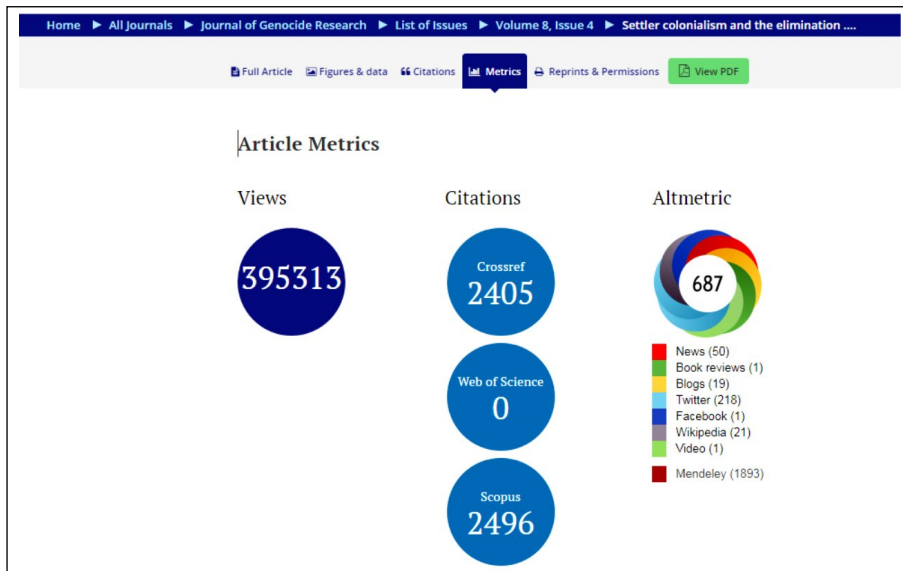 Home ▶ All Journals ▶ Journal of Genocide Research ▶ List of Issues ▶ Volume 8, Issue 4 ▶ Settler colonialism and the elimination ....
Full Article Figures & data Citations Metrics Reprints & Permissions View PDF
Article Metrics
Views
395313
Citations
Crossref
2405
Web of Science
0
Scopus
2496
Altmetric
687
News (50)
Book reviews (1)
Blogs (19)
Twitter (218)
Facebook (1)
Wikipedia (21)
Video (1)
Mendeley (1893)